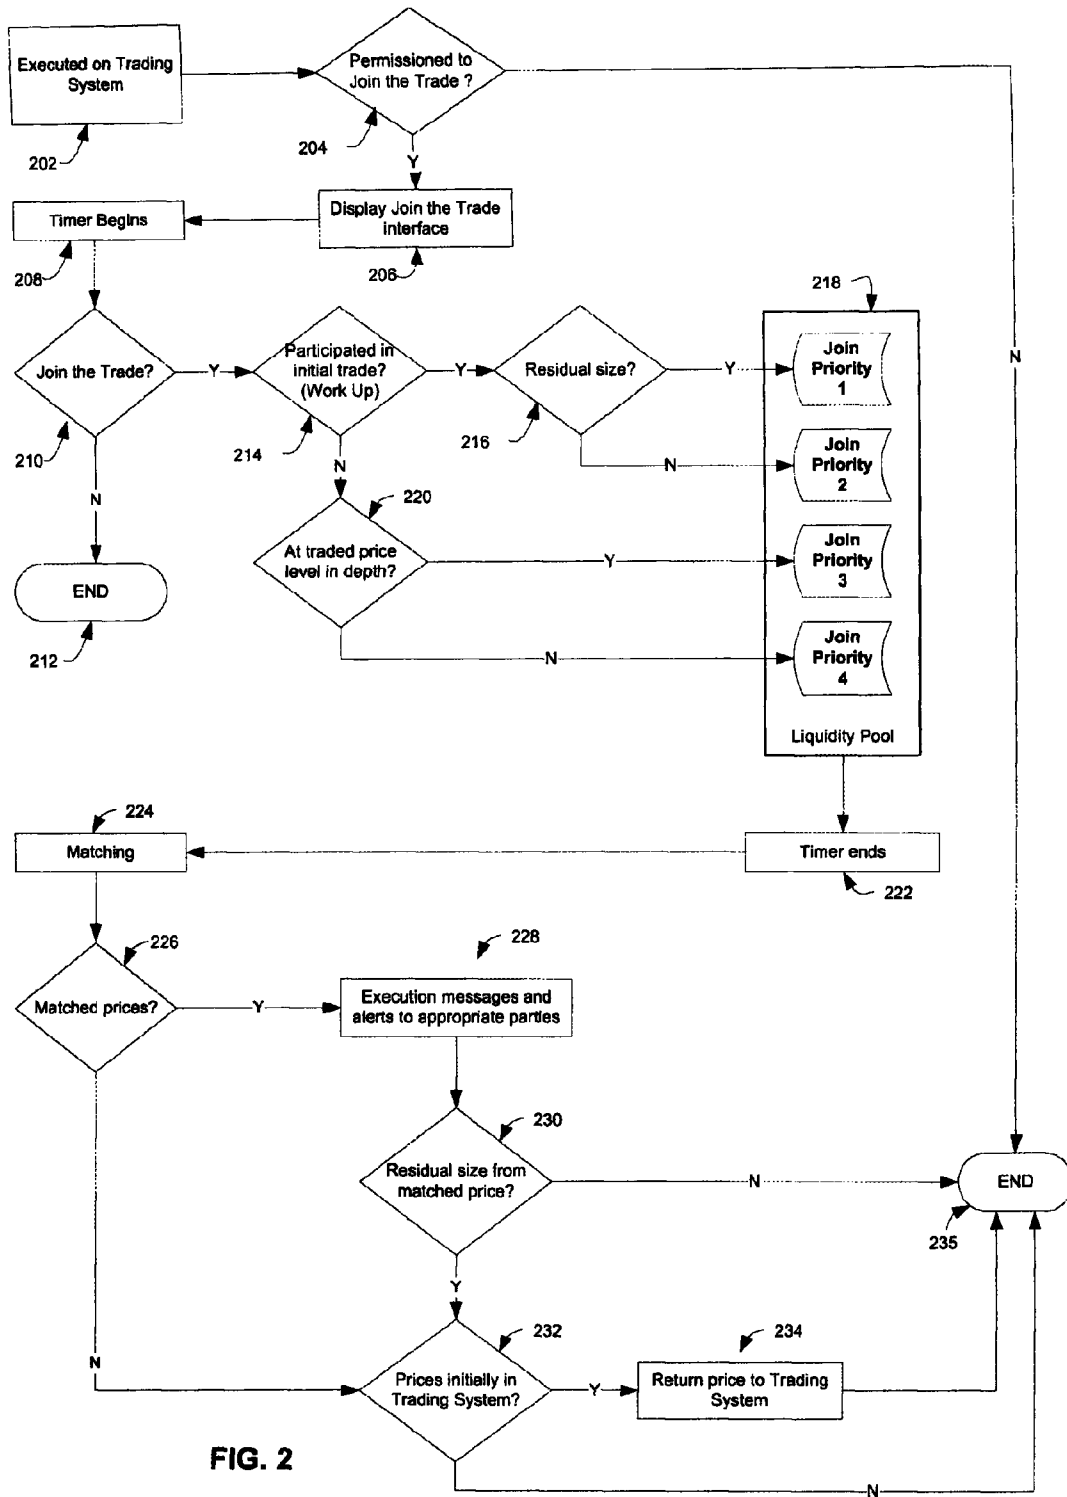 Executed on Trading
System
202
Permissioned to
Join the Trade ?
204
Y
N
Display Join the Trade
interface
206
Timer Begins
208
Join the Trade?
210
Y
N
END
212
Participated in
initial trade?
(Work Up)
214
Y
N
Residual size?
216
Y
N
218
Join
Priority
1
Join
Priority
2
Join
Priority
3
Join
Priority
4
Liquidity Pool
220
At traded price
level in depth?
Y
N
224
Matching
Timer ends
222
226
Matched prices?
Y
N
228
Execution messages and
alerts to appropriate parties
230
Residual size from
matched price?
N
Y
END
235
232
Prices initially in
Trading System?
Y
N
234
Return price to Trading
System
FIG. 2